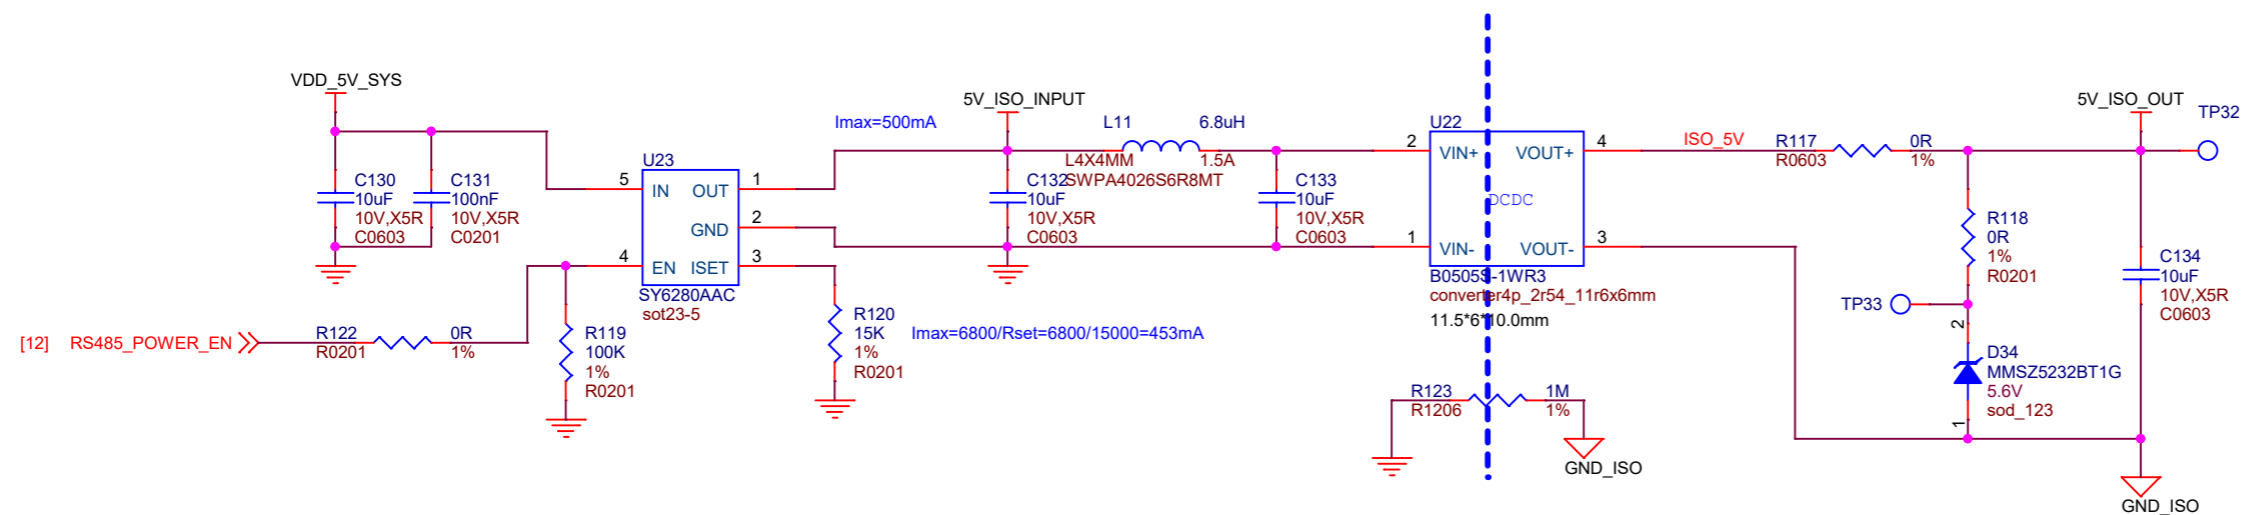 VDD_5V_SYS
C130
10uF
10V,X5R
C0603
C131
100nF
10V,X5R
C0201
U23
5
IN
OUT
1
GND
2
4
EN
ISET
3
SY6280AAC
sot23-5
[12]
RS485_POWER_EN
R122
0R
R0201
1%
R119
100K
1%
R0201
R120
15K
1%
R0201
Imax=6800/Rset=6800/15000=453mA
Imax=500mA
5V_ISO_INPUT
L11
6.8uH
L4X4MM
1.5A
SWPA4026S6R8MT
C132
10uF
10V,X5R
C0603
C133
10uF
10V,X5R
C0603
U22
2
VIN+
VOUT+
4
DCDC
1
VIN-
VOUT-
3
B0505S-1WR3
converter4p_2r54_11r6x6mm
11.5*6*10.0mm
R123
1M
R1206
1%
GND_ISO
ISO_5V
R117
0R
R0603
1%
5V_ISO_OUT
TP32
R118
0R
1%
R0201
TP33
2
D34
MMSZ5232BT1G
5.6V
sod_123
1
C134
10uF
10V,X5R
C0603
GND_ISO